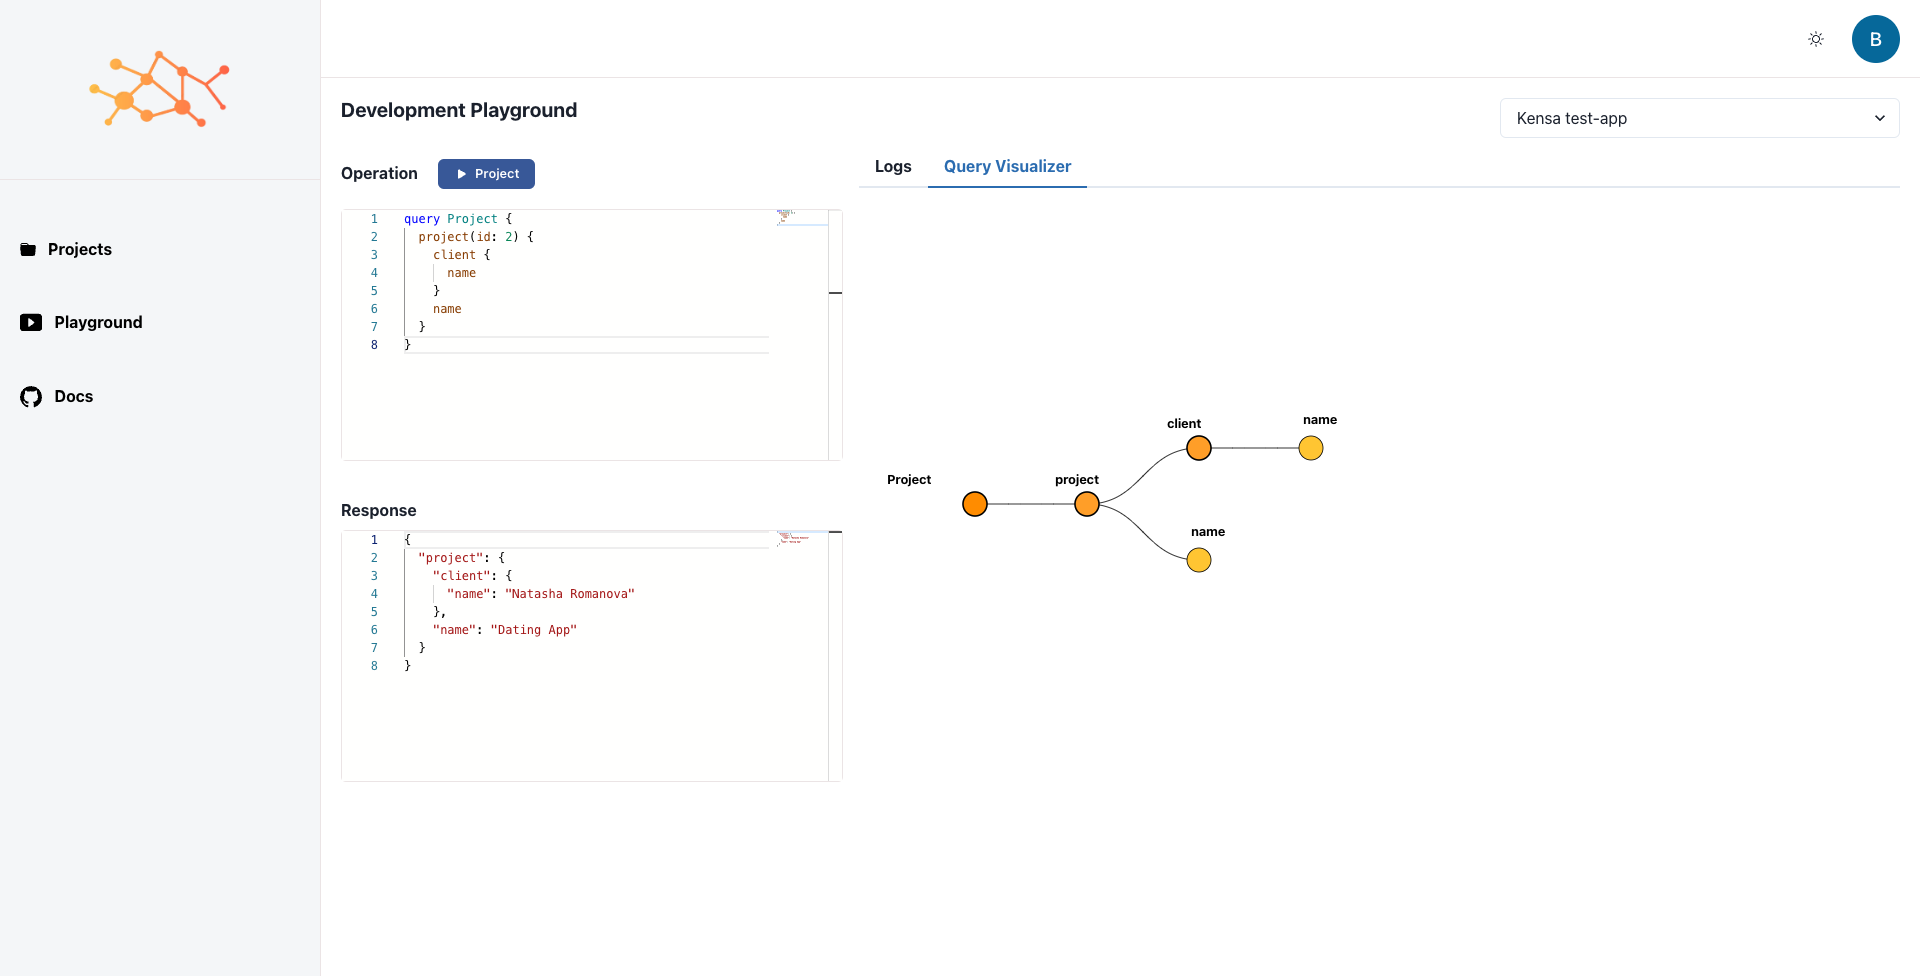 B
Development Playground
Kensa test-app
Projects
Playground
Docs
Operation
Project
1 query Project {
2 project(id: 2) {
3 client {
4 name
5 }
6 name
7 }
8 }
Response
1 {
2 "project": {
3 "client": {
4 "name": "Natasha Romanova"
5 },
6 "name": "Dating App"
7 }
8 }
Logs
Query Visualizer
Project
project
client
name
name